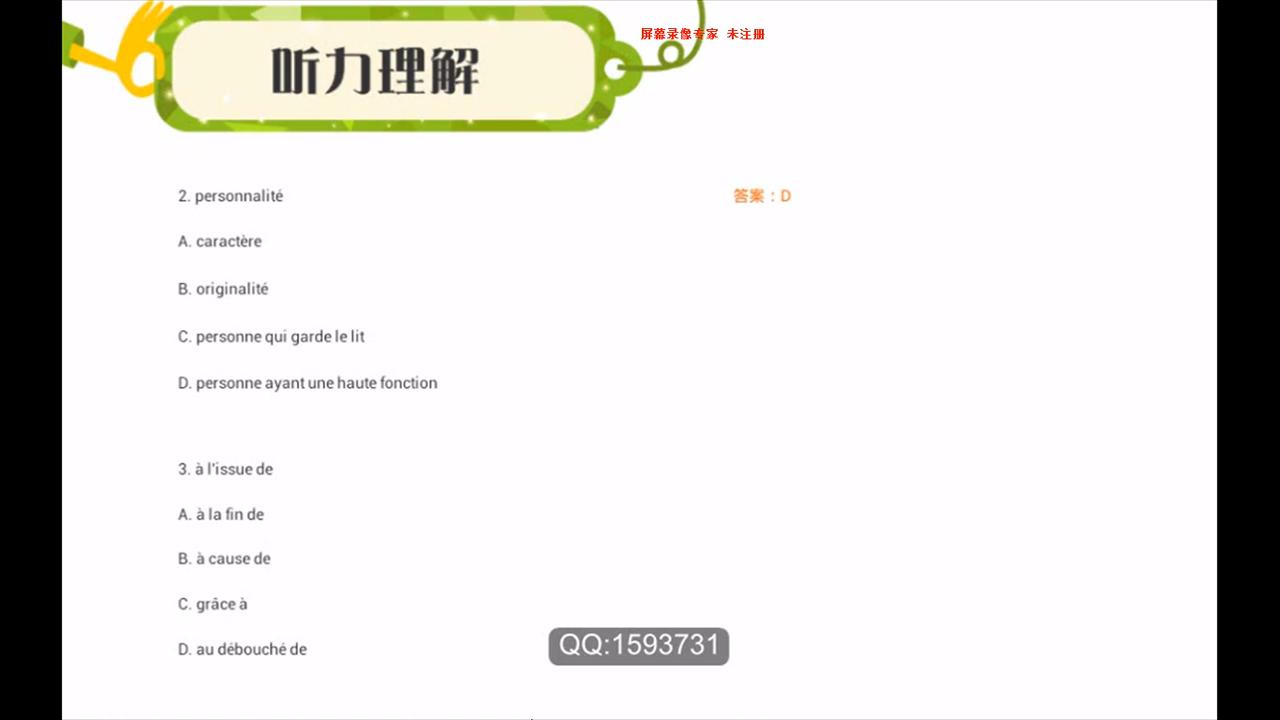 屏幕录像专家 未注册
听力理解
2. personnalité
答案：D
A. caractère
B. originalité
C. personne qui garde le lit
D. personne ayant une haute fonction
3. à l'issue de
A. à la fin de
B. à cause de
C. grâce à
D. au débouché de
QQ:1593731